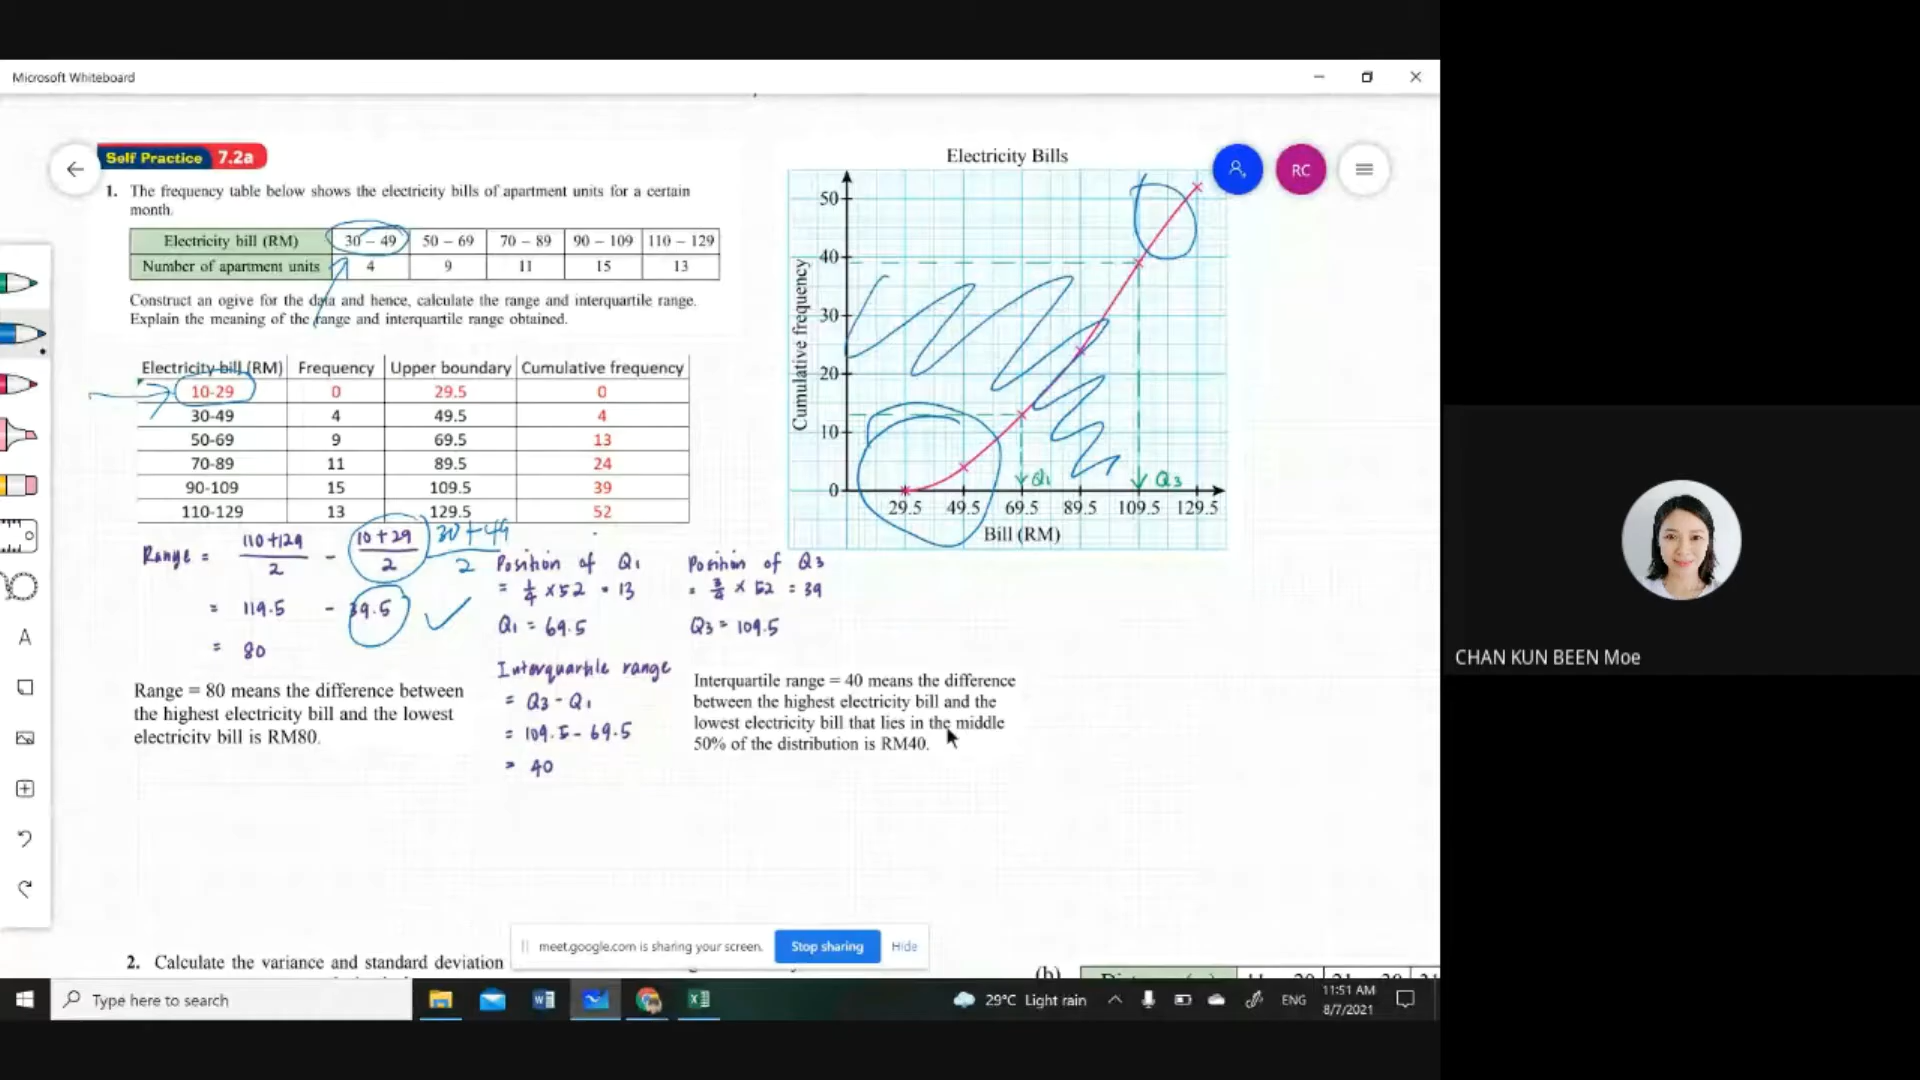 Microsoft Whiteboard
Self Practice 7.2a
1. The frequency table below shows the electricity bills of apartment units for a certain
month.
Electricity bill (RM) 30 – 49 50 – 69 70 – 89 90 – 109 110 – 129
Number of apartment units 4 9 11 15 13
Construct an ogive for the data and hence, calculate the range and interquartile range.
Explain the meaning of the range and interquartile range obtained.
Electricity bill (RM) Frequency Upper boundary Cumulative frequency
10-29 0 29.5 0
30-49 4 49.5 4
50-69 9 69.5 13
70-89 11 89.5 24
90-109 15 109.5 39
110-129 13 129.5 52
Range = 110+129 / 2 - 10+29 / 2 30+49 / 2
= 119.5 - 39.5
= 80
Range = 80 means the difference between
the highest electricity bill and the lowest
electricity bill is RM80.
Position of Q1
= 1/4 × 52 = 13
Q1 = 69.5
Interquartile range
= Q3 - Q1
= 109.5 - 69.5
= 40
Position of Q3
= 3/4 × 52 = 39
Q3 = 109.5
Interquartile range = 40 means the difference
between the highest electricity bill and the
lowest electricity bill that lies in the middle
50% of the distribution is RM40.
Electricity Bills
Cumulative frequency
50
40
30
20
10
0
Q1 Q3
29.5 49.5 69.5 89.5 109.5 129.5
Bill (RM)
RC
CHAN KUN BEEN Moe
2. Calculate the variance and standard deviation
(b)
meet.google.com is sharing your screen. Stop sharing Hide
Type here to search
29°C Light rain
ENG
11:51 AM
8/7/2021